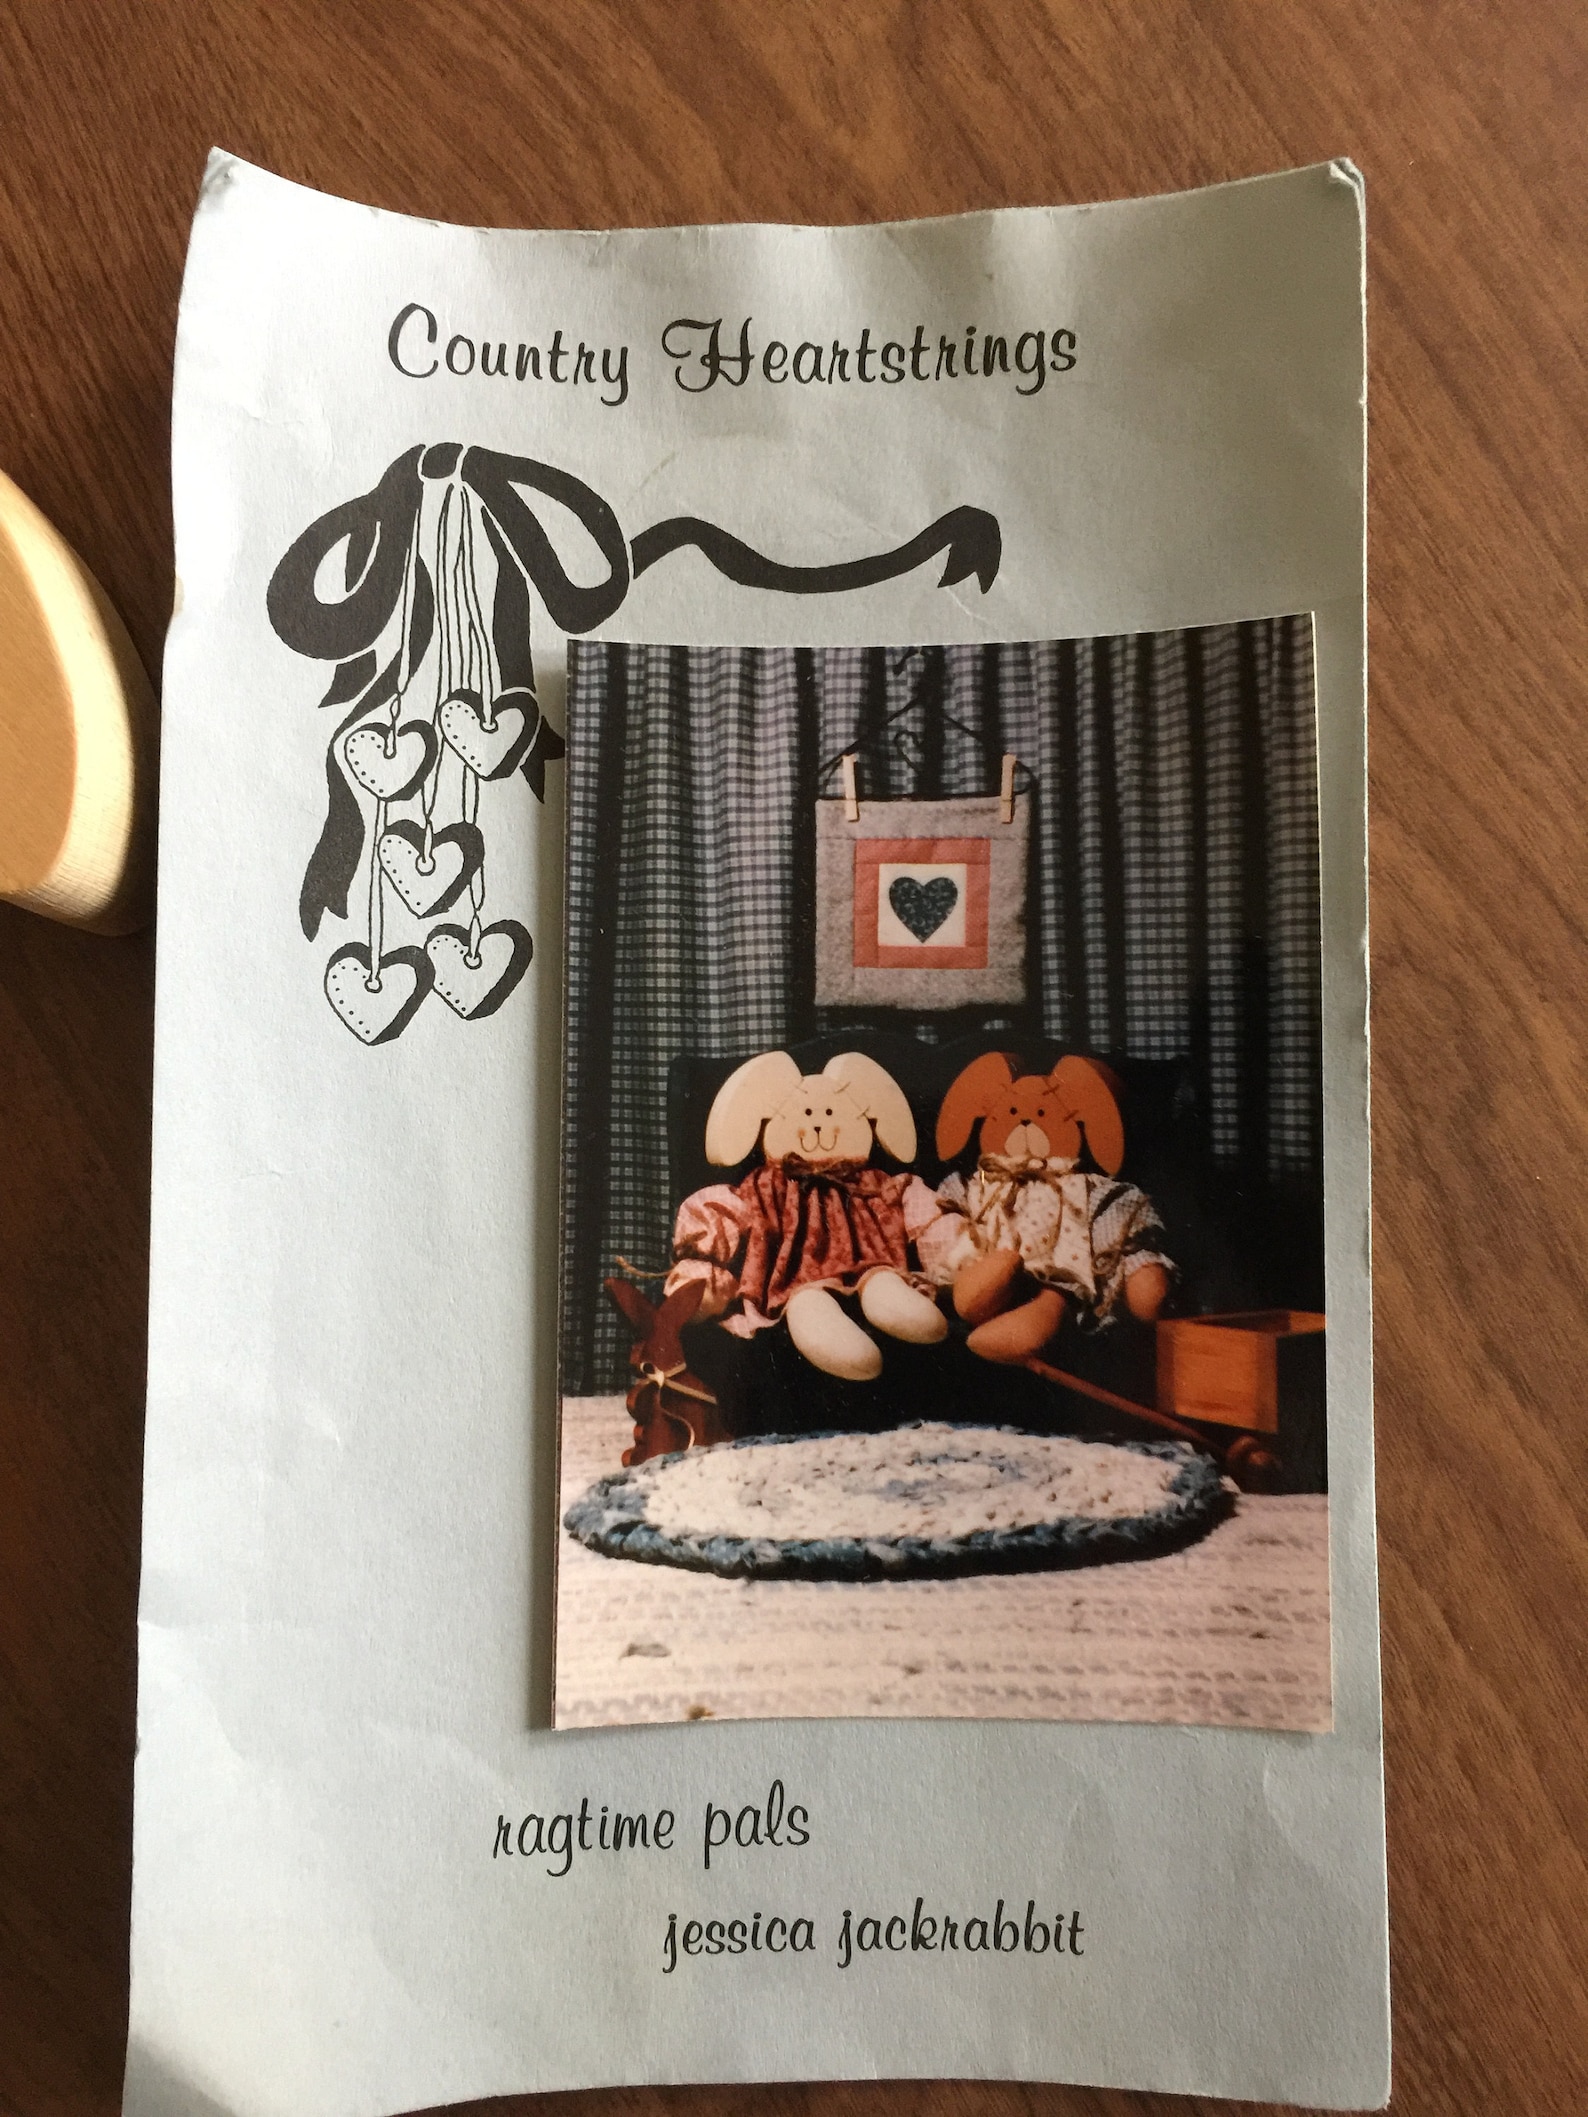 Country Heartstrings
ragtime pals
jessica jackrabbit